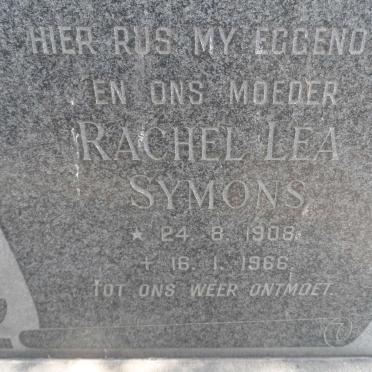 HIER RUS MY EGGENO
EN ONS MOEDER
RACHEL LEA
SYMONS
* 24. 8. 1908.
+ 16. 1. 1966
TOT ONS WEER ONTMOET.